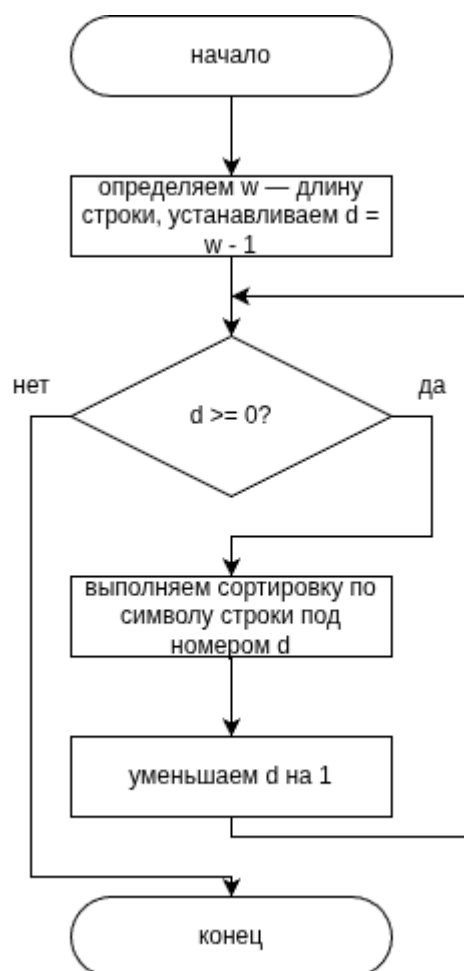 начало
определяем w — длину
строки, устанавливаем d =
w - 1
нет
да
d >= 0?
выполняем сортировку по
символу строки под
номером d
уменьшаем d на 1
конец